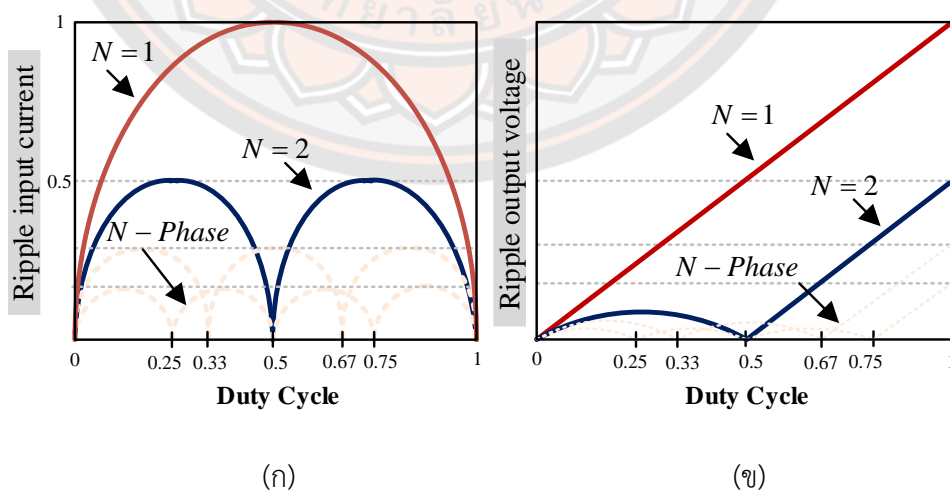 1
N = 1
N = 2
0.5
N – Phase
Ripple input current
0
0.25
0.33
0.5
0.67
0.75
1
Duty Cycle
(ก)
N = 1
N = 2
N – Phase
Ripple output voltage
0
0.25
0.33
0.5
0.67
0.75
1
Duty Cycle
(ข)